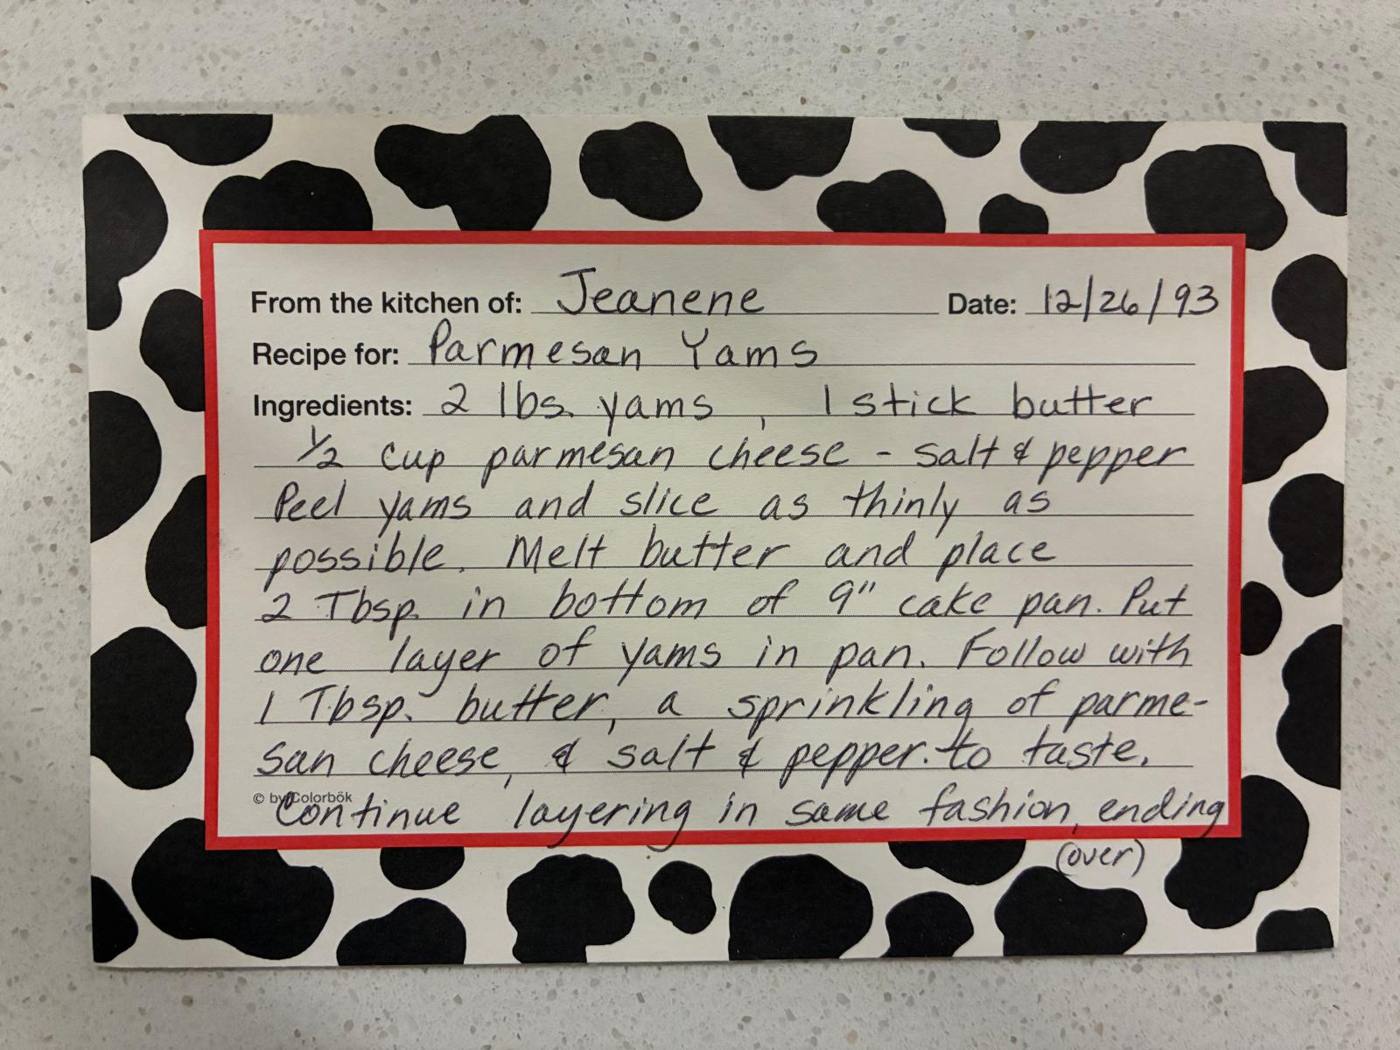 From the kitchen of: Jeanene Date: 12/26/93
Recipe for: Parmesan Yams
Ingredients: 2 lbs. yams, 1 stick butter
1/2 cup parmesan cheese - salt & pepper
Peel yams and slice as thinly as
possible. Melt butter and place
2 Tbsp. in bottom of 9" cake pan. Put
one layer of yams in pan. Follow with
1 Tbsp. butter, a sprinkling of parme-
san cheese, & salt & pepper to taste.
© by Colorbök
Continue layering in same fashion, ending
(over)